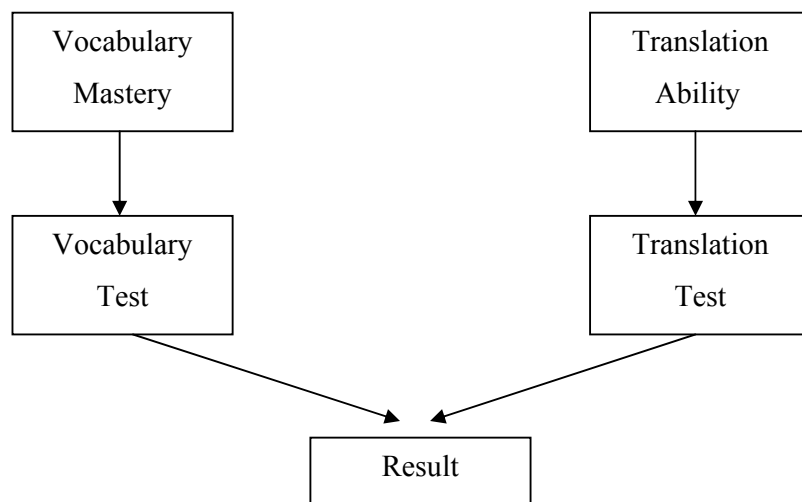 Vocabulary
Mastery
Translation
Ability
Vocabulary
Test
Translation
Test
Result